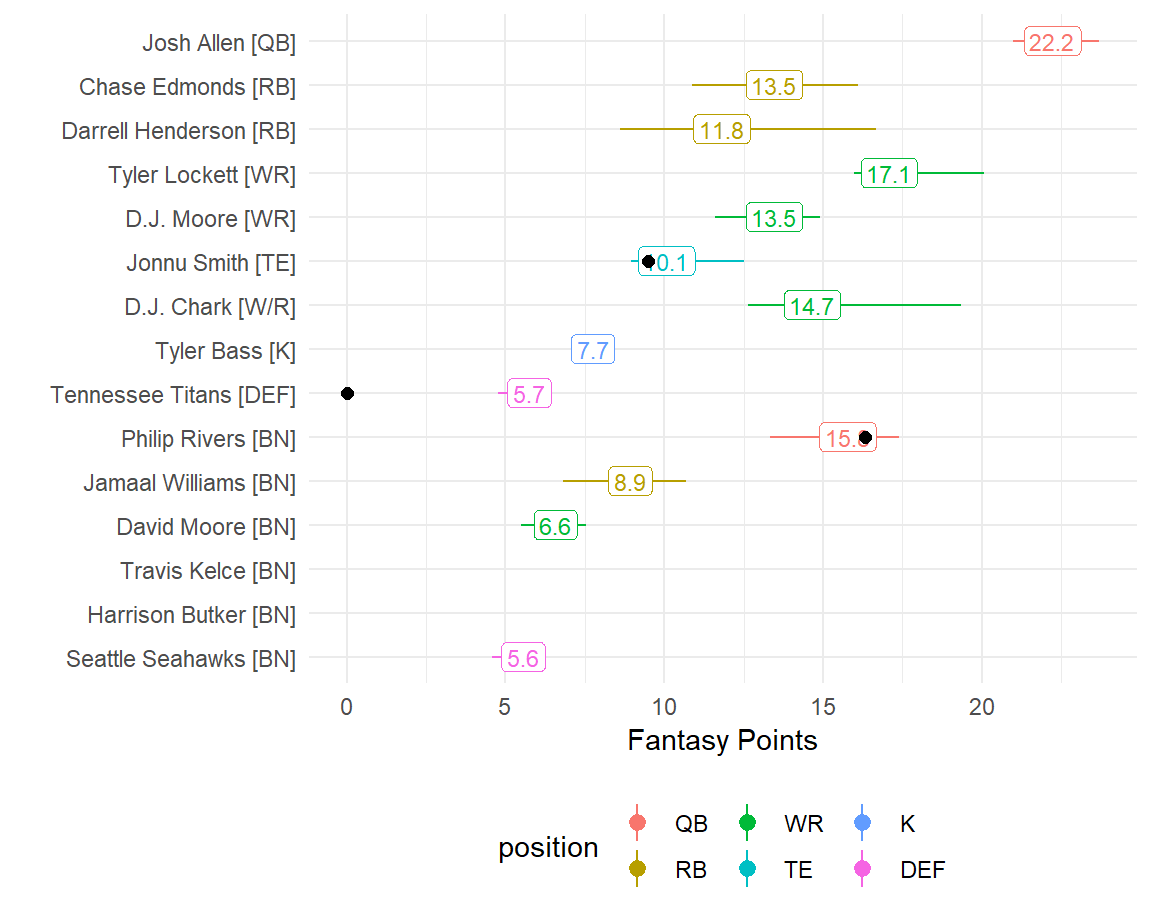 Josh Allen [QB] 22.2
Chase Edmonds [RB] 13.5
Darrell Henderson [RB] 11.8
Tyler Lockett [WR] 17.1
D.J. Moore [WR] 13.5
Jonnu Smith [TE] 0.1
D.J. Chark [W/R] 14.7
Tyler Bass [K] 7.7
Tennessee Titans [DEF] 5.7
Philip Rivers [BN] 15.
Jamaal Williams [BN] 8.9
David Moore [BN] 6.6
Travis Kelce [BN]
Harrison Butker [BN]
Seattle Seahawks [BN] 5.6
0 5 10 15 20
Fantasy Points
position
QB WR K
RB TE DEF